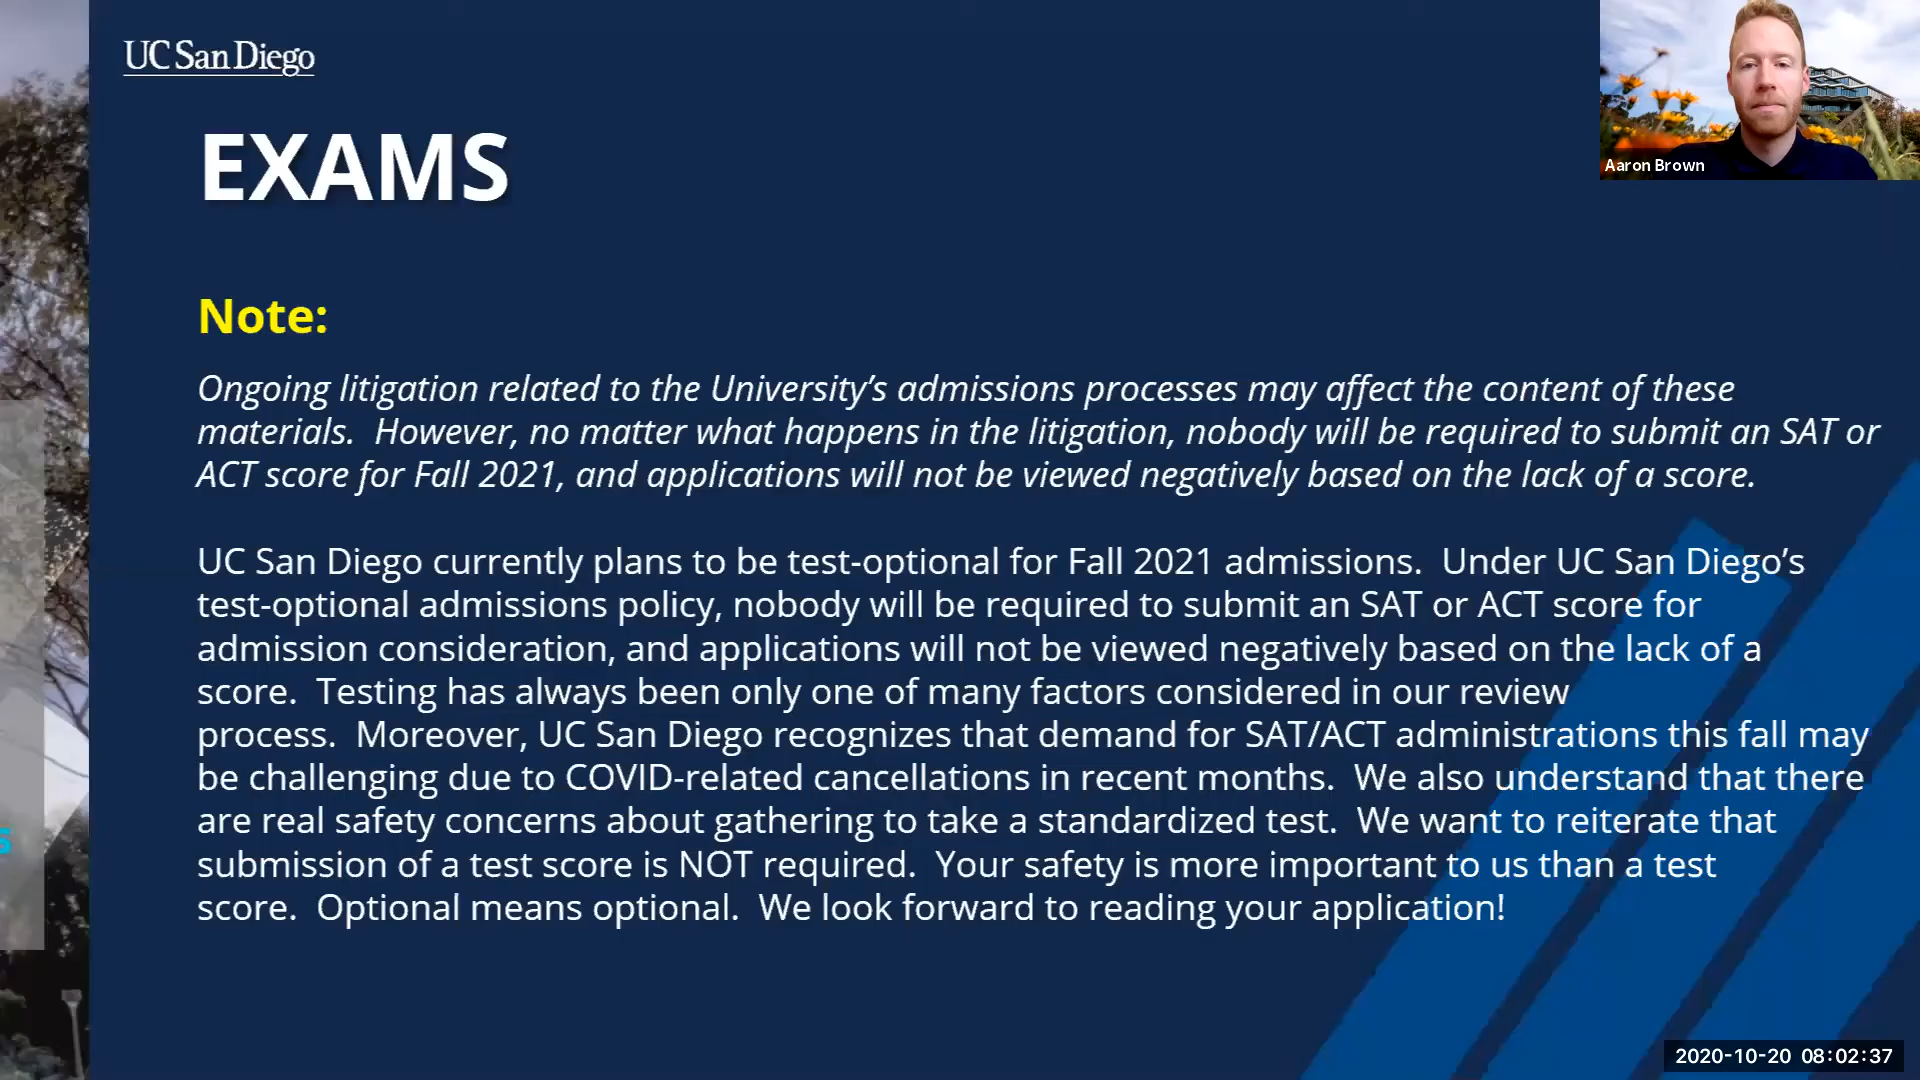 UC San Diego
EXAMS
Aaron Brown
Note:
Ongoing litigation related to the University’s admissions processes may affect the content of these
materials.  However, no matter what happens in the litigation, nobody will be required to submit an SAT or
ACT score for Fall 2021, and applications will not be viewed negatively based on the lack of a score.
UC San Diego currently plans to be test-optional for Fall 2021 admissions.  Under UC San Diego’s
test-optional admissions policy, nobody will be required to submit an SAT or ACT score for
admission consideration, and applications will not be viewed negatively based on the lack of a
score.  Testing has always been only one of many factors considered in our review
process.  Moreover, UC San Diego recognizes that demand for SAT/ACT administrations this fall may
be challenging due to COVID-related cancellations in recent months.  We also understand that there
are real safety concerns about gathering to take a standardized test.  We want to reiterate that
submission of a test score is NOT required.  Your safety is more important to us than a test
score.  Optional means optional.  We look forward to reading your application!
2020-10-20 08:02:37